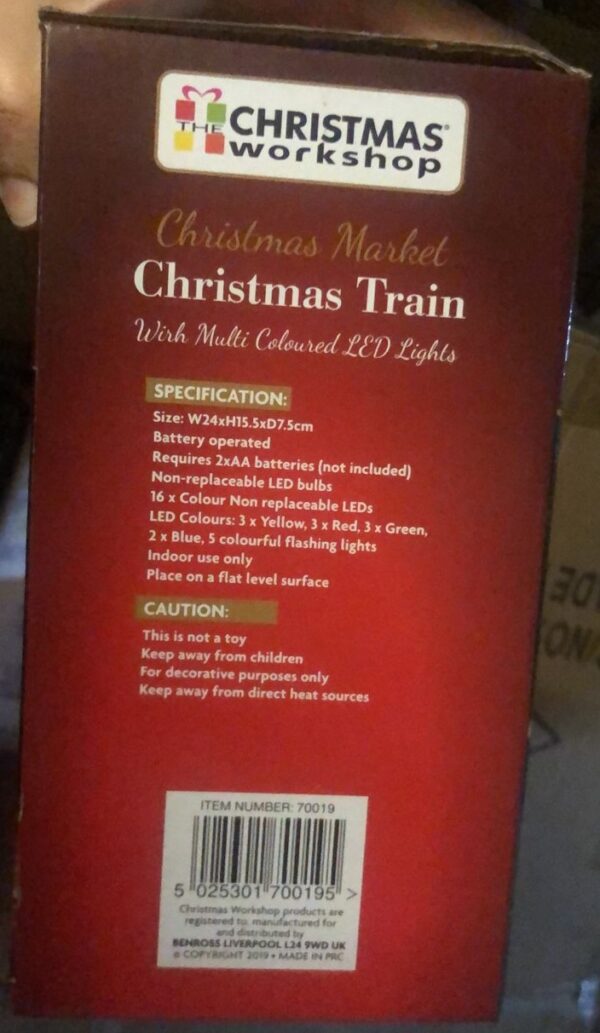 THE CHRISTMAS®
workshop
Christmas Market
Christmas Train
Wirh Multi Coloured LED Lights
SPECIFICATION:
Size: W24xH15.5xD7.5cm
Battery operated
Requires 2xAA batteries (not included)
Non-replaceable LED bulbs
16 x Colour Non replaceable LEDs
LED Colours: 3 x Yellow, 3 x Red, 3 x Green,
2 x Blue, 5 colourful flashing lights
Indoor use only
Place on a flat level surface
CAUTION:
This is not a toy
Keep away from children
For decorative purposes only
Keep away from direct heat sources
ITEM NUMBER: 70019
5 025301 700195 >
Christmas Workshop products are
registered to, manufactured for
and distributed by
BENROSS LIVERPOOL L24 9WD UK
© COPYRIGHT 2019 • MADE IN PRC